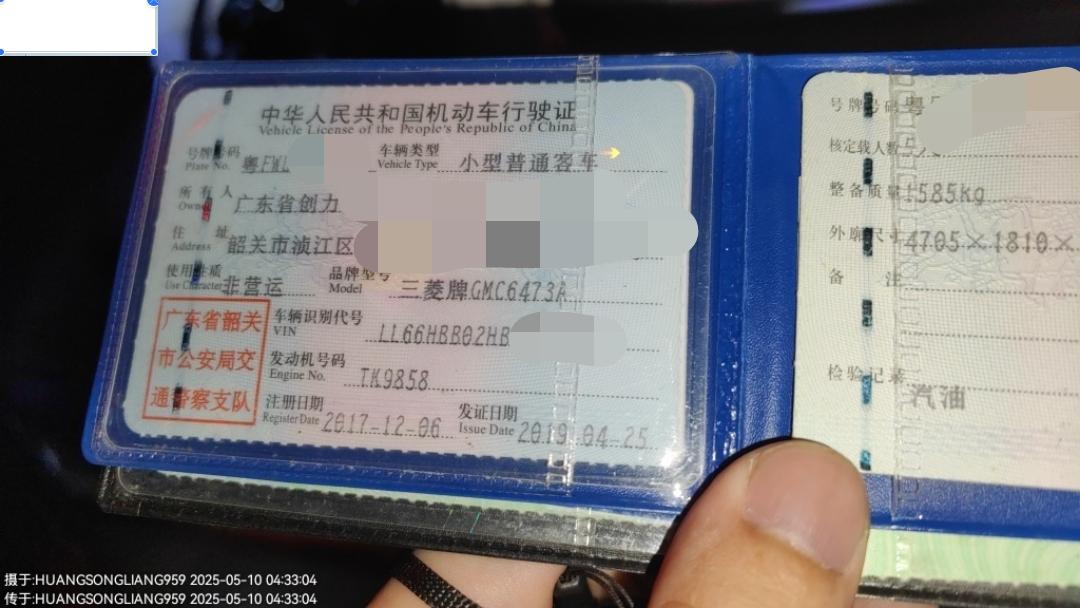 中华人民共和国机动车行驶证
Vehicle License of the People's Republic of China
号牌号码 粤FWL 车辆类型 小型普通客车
Plate No. Vehicle Type
所有人 广东省创力
Owner
住址 韶关市浈江区
Address
使用性质 非营运 品牌型号 三菱牌GMC6473A
Use Character Model
广东省韶关
市公安局交
通警察支队
车辆识别代号 LL66HBB02HB
VIN
发动机号码 TK9858
Engine No.
注册日期 2017-12-06 发证日期 2019-04-25
Register Date Issue Date
号牌号码 粤F
核定载人数
整备质量 1585kg
外廓尺寸 4705×1810×
备注
检验记录
汽油
摄于:HUANGSONGLIANG959 2025-05-10 04:33:04
传于:HUANGSONGLIANG959 2025-05-10 04:33:04